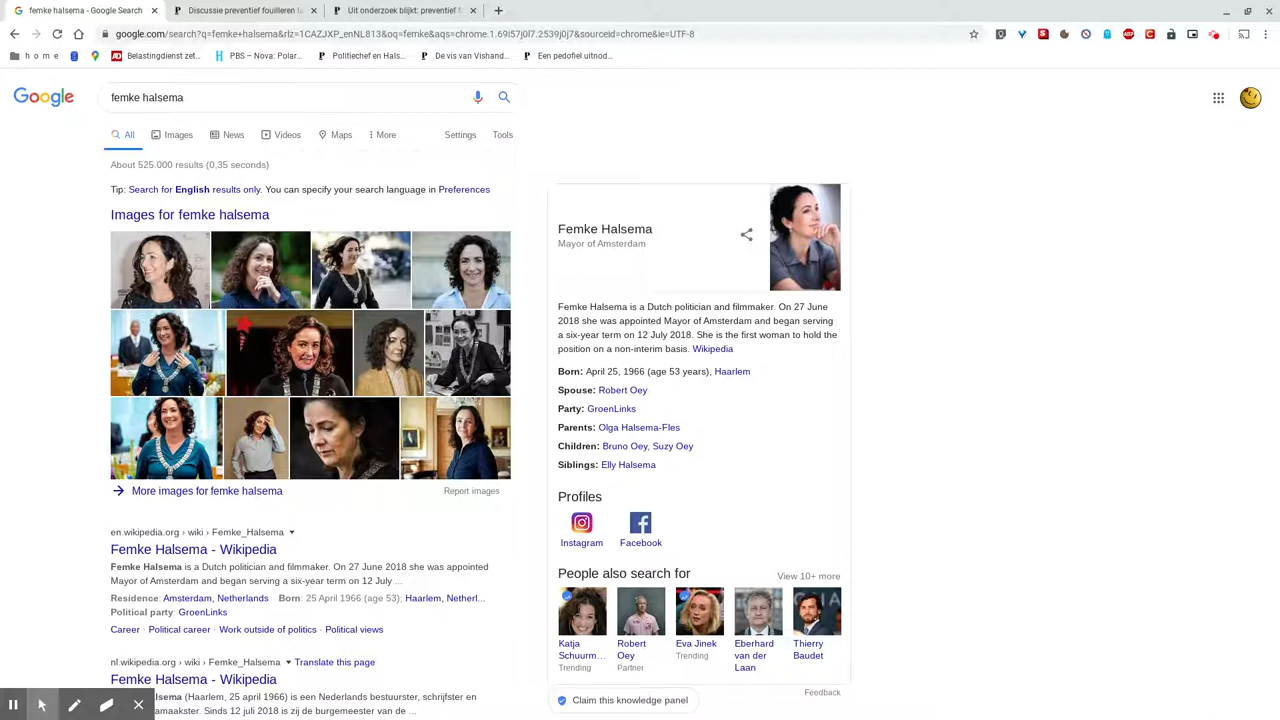 femke halsema - Google Search
Discussie preventief fouilleren l
Uit onderzoek blijkt: preventief f
google.com/search?q=femke+halsema&rlz=1CAZJXP_enNL813&oq=femke&aqs=chrome.1.69i57j0l7.2539j0j7&sourceid=chrome&ie=UTF-8
h o m e
Belastingdienst zet...
PBS – Nova: Polar...
Politiechef en Hals...
De vis van Vishand...
Een pedofiel uitnod...
Google
femke halsema
All
Images
News
Videos
Maps
More
Settings
Tools
About 525.000 results (0,35 seconds)
Tip: Search for English results only. You can specify your search language in Preferences
Images for femke halsema
More images for femke halsema
Report images
en.wikipedia.org › wiki › Femke_Halsema
Femke Halsema - Wikipedia
Femke Halsema is a Dutch politician and filmmaker. On 27 June 2018 she was appointed
Mayor of Amsterdam and began serving a six-year term on 12 July ...
Residence: Amsterdam, Netherlands Born: 25 April 1966 (age 53); Haarlem, Netherl...
Political party: GroenLinks
Career · Political career · Work outside of politics · Political views
nl.wikipedia.org › wiki › Femke_Halsema Translate this page
Femke Halsema - Wikipedia
lsema (Haarlem, 25 april 1966) is een Nederlands bestuurster, schrijfster en
amaakster. Sinds 12 juli 2018 is zij de burgemeester van de ...
Femke Halsema
Mayor of Amsterdam
Femke Halsema is a Dutch politician and filmmaker. On 27 June
2018 she was appointed Mayor of Amsterdam and began serving
a six-year term on 12 July 2018. She is the first woman to hold the
position on a non-interim basis. Wikipedia
Born: April 25, 1966 (age 53 years), Haarlem
Spouse: Robert Oey
Party: GroenLinks
Parents: Olga Halsema-Fles
Children: Bruno Oey, Suzy Oey
Siblings: Elly Halsema
Profiles
Instagram
Facebook
People also search for
View 10+ more
Katja
Schuurm...
Trending
Robert
Oey
Partner
Eva Jinek
Trending
Eberhard
van der
Laan
Thierry
Baudet
Feedback
Claim this knowledge panel